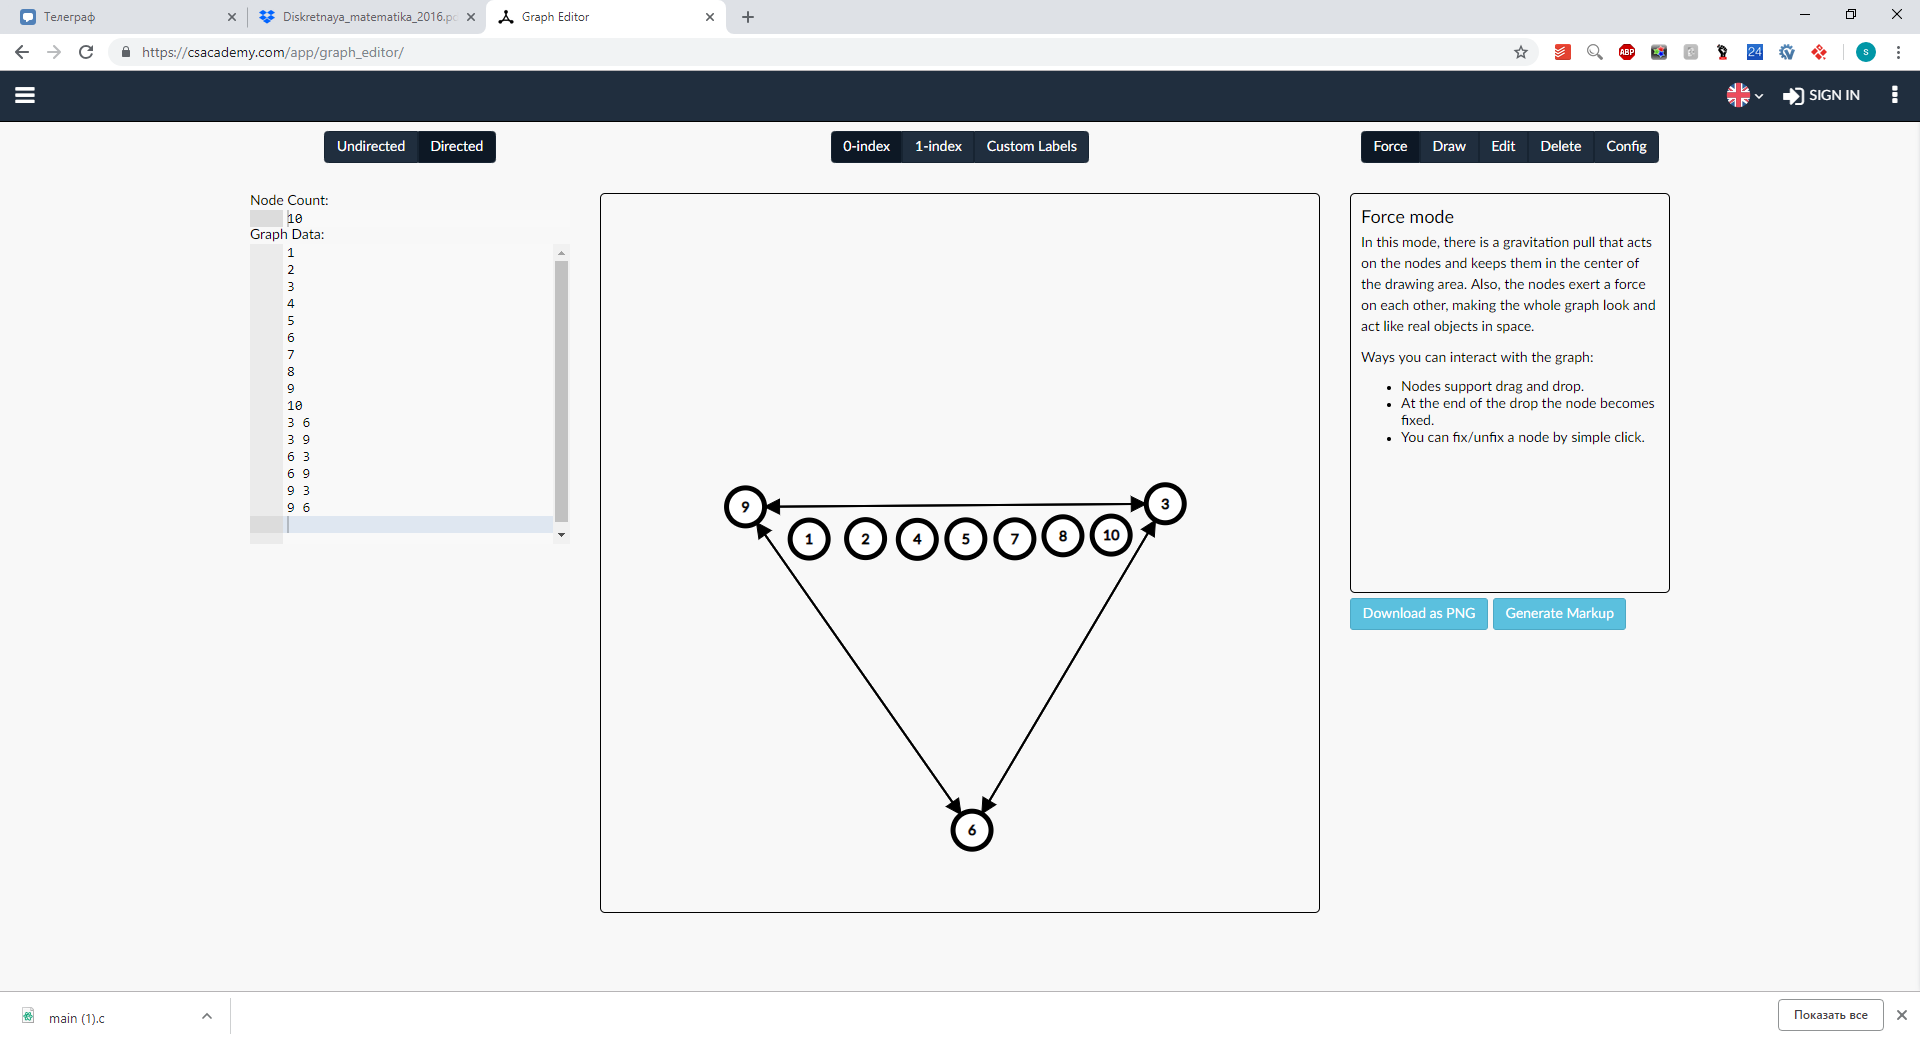 Телеграф
Diskretnaya_matematika_2016.pd
Graph Editor
https://csacademy.com/app/graph_editor/
ABP
24
s
SIGN IN
Undirected Directed
0-index 1-index Custom Labels
Force Draw Edit Delete Config
Node Count:
10
Graph Data:
1
2
3
4
5
6
7
8
9
10
3 6
3 9
6 3
6 9
9 3
9 6
9
3
1
2
4
5
7
8
10
6
Force mode
In this mode, there is a gravitation pull that acts
on the nodes and keeps them in the center of
the drawing area. Also, the nodes exert a force
on each other, making the whole graph look and
act like real objects in space.
Ways you can interact with the graph:
Nodes support drag and drop.
At the end of the drop the node becomes
fixed.
You can fix/unfix a node by simple click.
Download as PNG
Generate Markup
main (1).c
Показать все